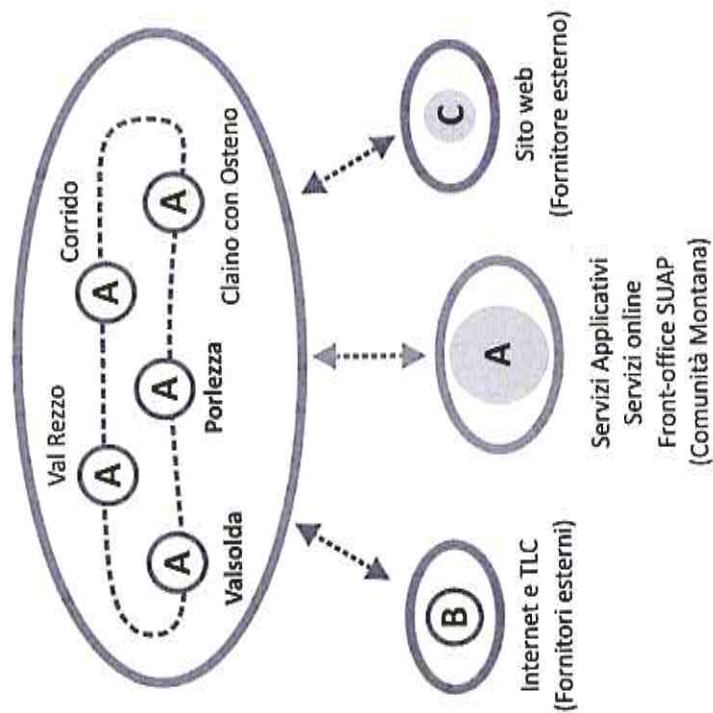 Val Rezzo
Corrido
A
A
A
A
A
Valsolda
Porlezza
Claino con Osteno
B
Internet e TLC
(Fornitori esterni)
A
Servizi Applicativi
Servizi online
Front-office SUAP
(Comunità Montana)
C
Sito web
(Fornitore esterno)